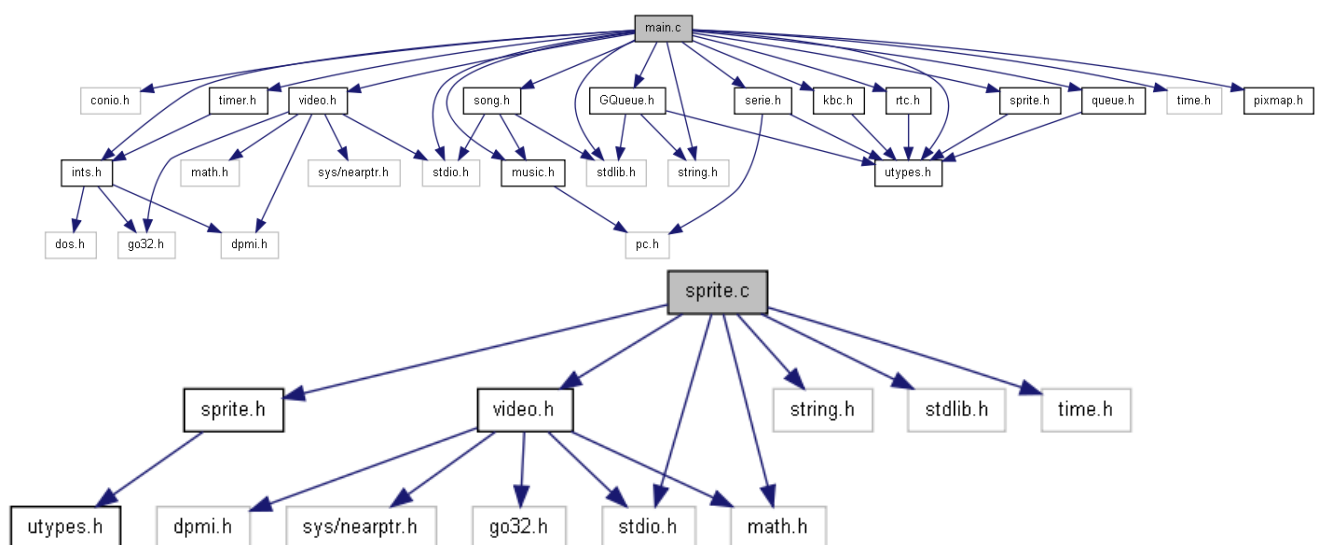 main.c
conio.h
timer.h
video.h
song.h
GQueue.h
serie.h
kbc.h
rtc.h
sprite.h
queue.h
time.h
pixmap.h
ints.h
math.h
sys/nearptr.h
stdio.h
music.h
stdlib.h
string.h
utypes.h
dos.h
go32.h
dpmi.h
pc.h
sprite.c
sprite.h
video.h
string.h
stdlib.h
time.h
utypes.h
dpmi.h
sys/nearptr.h
go32.h
stdio.h
math.h